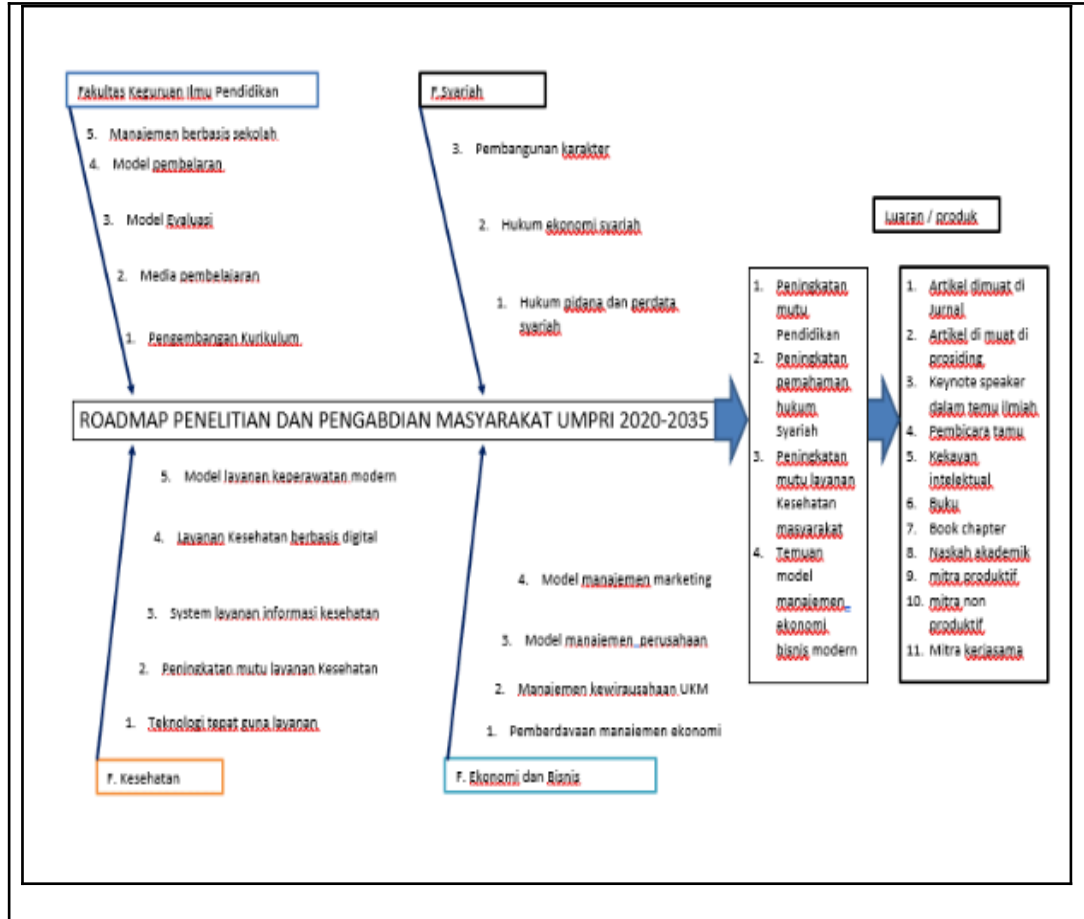 Fakultas Keguruan Ilmu Pendidikan
5. Manajemen berbasis sekolah
4. Model pembelaran
3. Model Evaluasi
2. Media pembelajaran
1. Pengembangan Kurikulum
F.Syariah
3. Pembangunan karakter
2. Hukum ekonomi syariah
1. Hukum pidana dan perdata
syariah
ROADMAP PENELITIAN DAN PENGABDIAN MASYARAKAT UMPRI 2020-2035
5. Model layanan keperawatan modern
4. Layanan Kesehatan berbasis digital
3. System layanan informasi kesehatan
2. Peningkatan mutu layanan Kesehatan
1. Teknologi tepat guna layanan
F. Kesehatan
4. Model manajemen marketing
3. Model manajemen perusahaan
2. Manajemen kewirausahaan UKM
1. Pemberdayaan manajemen ekonomi
F. Ekonomi dan Bisnis
1. Peningkatan
mutu
Pendidikan
2. Peningkatan
pemahaman
hukum
Syariah
3. Peningkatan
mutu layanan
Kesehatan
masyarakat
4. Temuan
model
manajemen
ekonomi
bisnis modern
Luaran / produk
1. Artikel dimuat di
Jurnal
2. Artikel di muat di
prosiding
3. Keynote speaker
dalam temu ilmlah
4. Pembicara tamu
5. Kekayan
intelektual
6. Buku
7. Book chapter
8. Naskah akademik
9. mitra produktif
10. mitra non
produktif
11. Mitra kerjasama